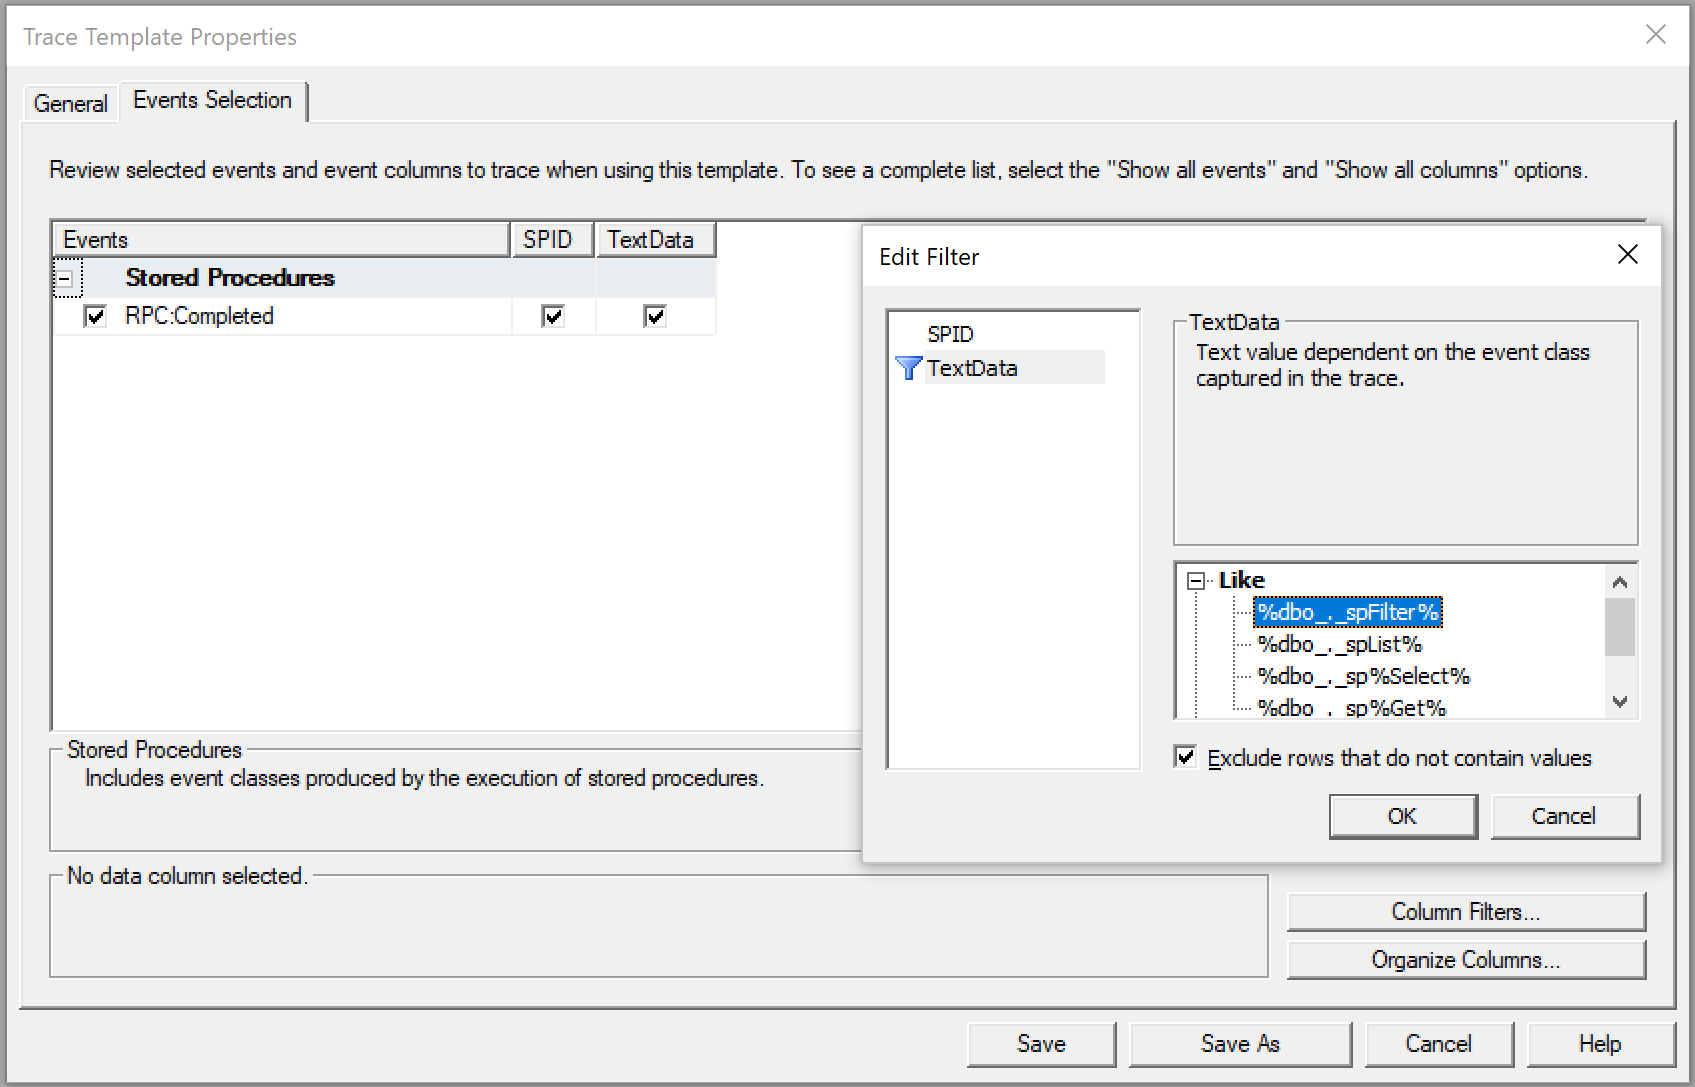 Trace Template Properties
General
Events Selection
Review selected events and event columns to trace when using this template. To see a complete list, select the "Show all events" and "Show all columns" options.
Events
SPID
TextData
Stored Procedures
RPC:Completed
Stored Procedures
Includes event classes produced by the execution of stored procedures.
No data column selected.
Edit Filter
SPID
TextData
TextData
Text value dependent on the event class
captured in the trace.
Like
%dbo_._spFilter%
%dbo_._spList%
%dbo_._sp%Select%
%dbo_._sp%Get%
Exclude rows that do not contain values
OK
Cancel
Column Filters...
Organize Columns...
Save
Save As
Cancel
Help